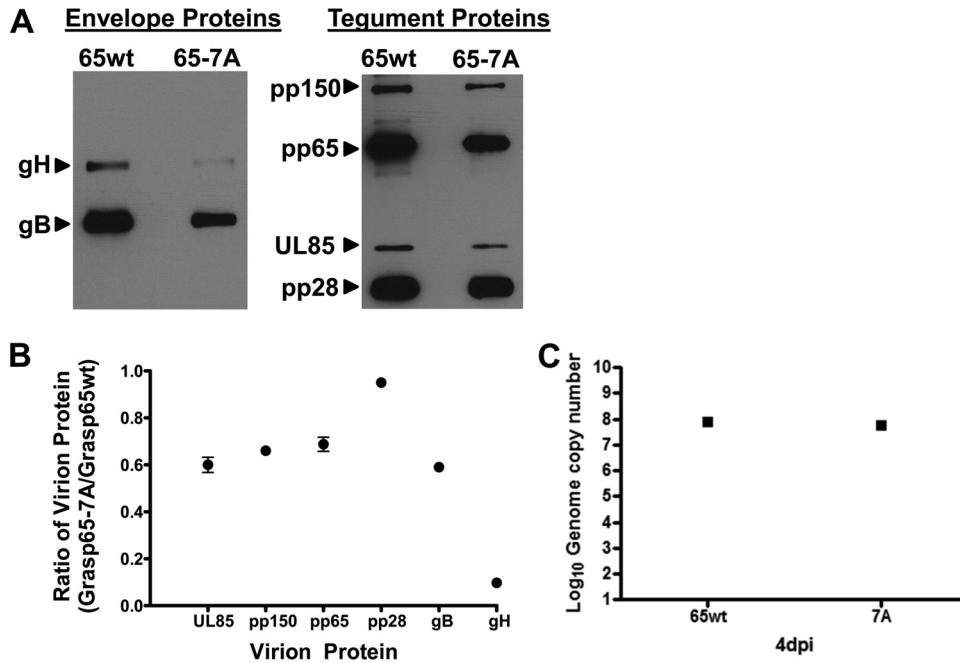 A
Envelope Proteins
65wt 65-7A
gH
gB
Tegument Proteins
65wt 65-7A
pp150
pp65
UL85
pp28
B
Ratio of Virion Protein
(Grasp65-7A/Grasp65wt)
1.0
0.8
0.6
0.4
0.2
0.0
UL85 pp150 pp65 pp28 gB gH
Virion Protein
C
Log10 Genome copy number
10
9
8
7
6
5
4
3
2
1
65wt 7A
4dpi